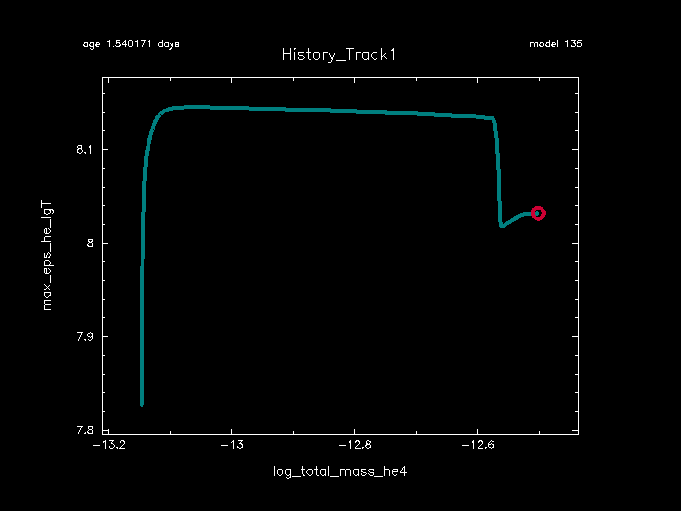 age 1.540171 days
model 135
History_Track1
8.1
8
7.9
7.8
max_eps_he_lgT
-13.2
-13
-12.8
-12.6
log_total_mass_he4